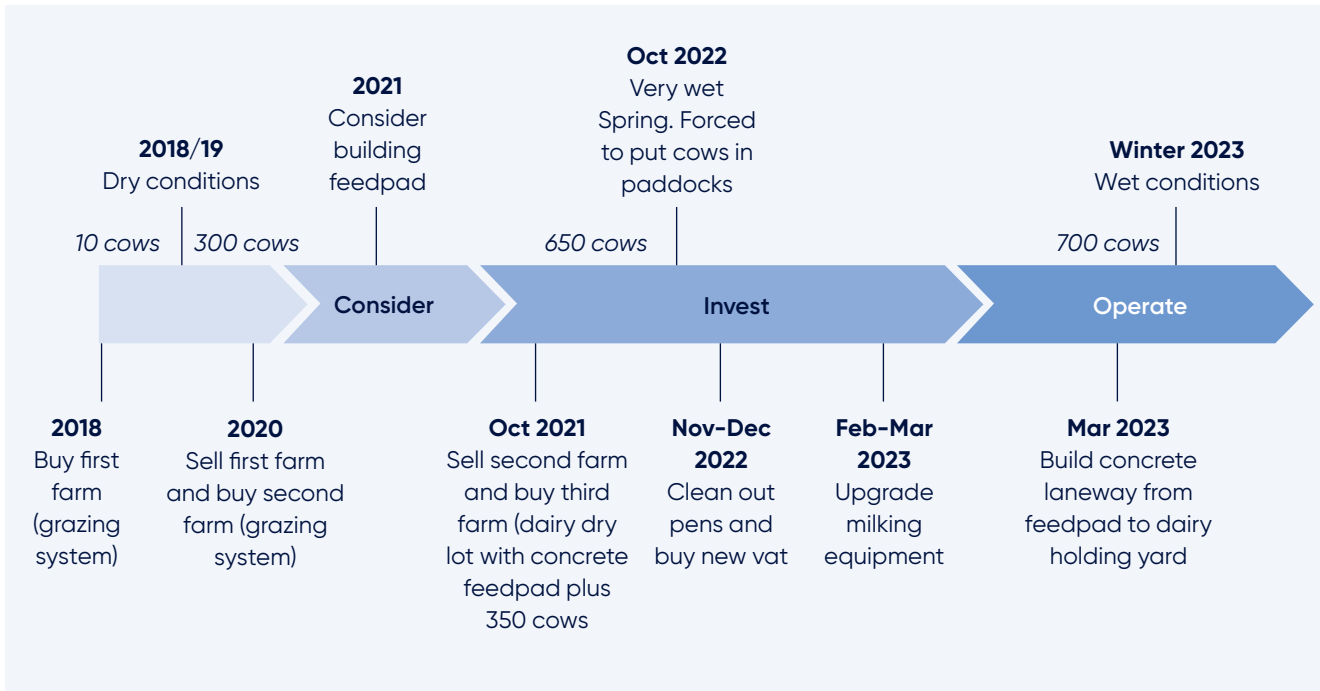 Oct 2022
Very wet
Spring. Forced
to put cows in
paddocks
2021
Consider
building
feedpad
2018/19
Dry conditions
Winter 2023
Wet conditions
10 cows
300 cows
650 cows
700 cows
Consider
Invest
Operate
2018
Buy first
farm
(grazing
system)
2020
Sell first farm
and buy second
farm (grazing
system)
Oct 2021
Sell second farm
and buy third
farm (dairy dry
lot with concrete
feedpad plus
350 cows
Nov-Dec
2022
Clean out
pens and
buy new vat
Feb-Mar
2023
Upgrade
milking
equipment
Mar 2023
Build concrete
laneway from
feedpad to dairy
holding yard